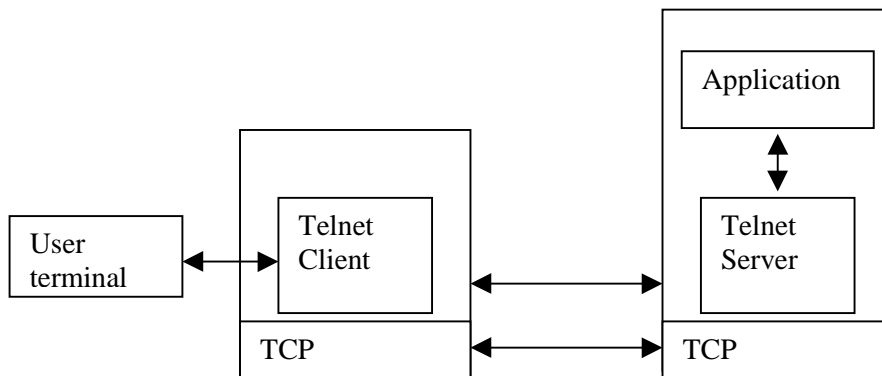 Application
User
terminal
Telnet
Client
Telnet
Server
TCP
TCP